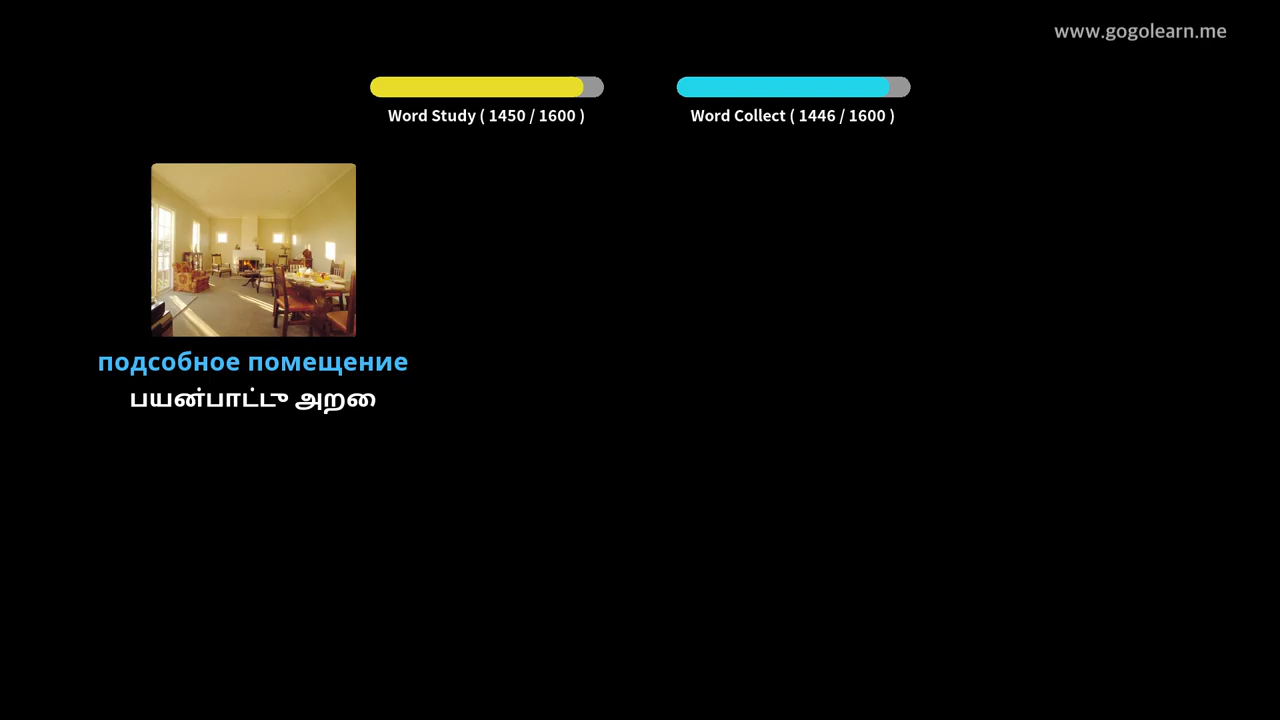 www.gogolearn.me
Word Study ( 1450 / 1600 )
Word Collect ( 1446 / 1600 )
подсобное помещение
பயன்பாட்டு அறை